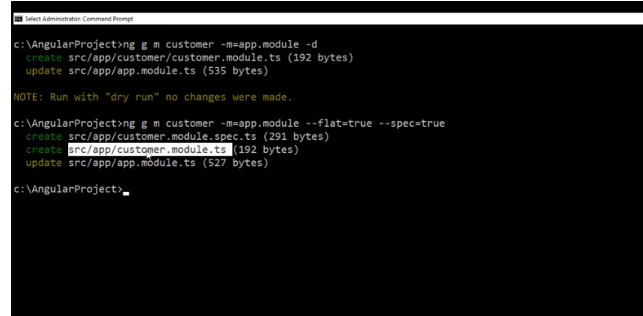 Select Administrator: Command Prompt
c:\AngularProject>ng g m customer -m=app.module -d
create src/app/customer/customer.module.ts (192 bytes)
update src/app/app.module.ts (535 bytes)
NOTE: Run with "dry run" no changes were made.
c:\AngularProject>ng g m customer -m=app.module --flat=true --spec=true
create src/app/customer.module.spec.ts (291 bytes)
create src/app/customer.module.ts (192 bytes)
update src/app/app.module.ts (527 bytes)
c:\AngularProject>